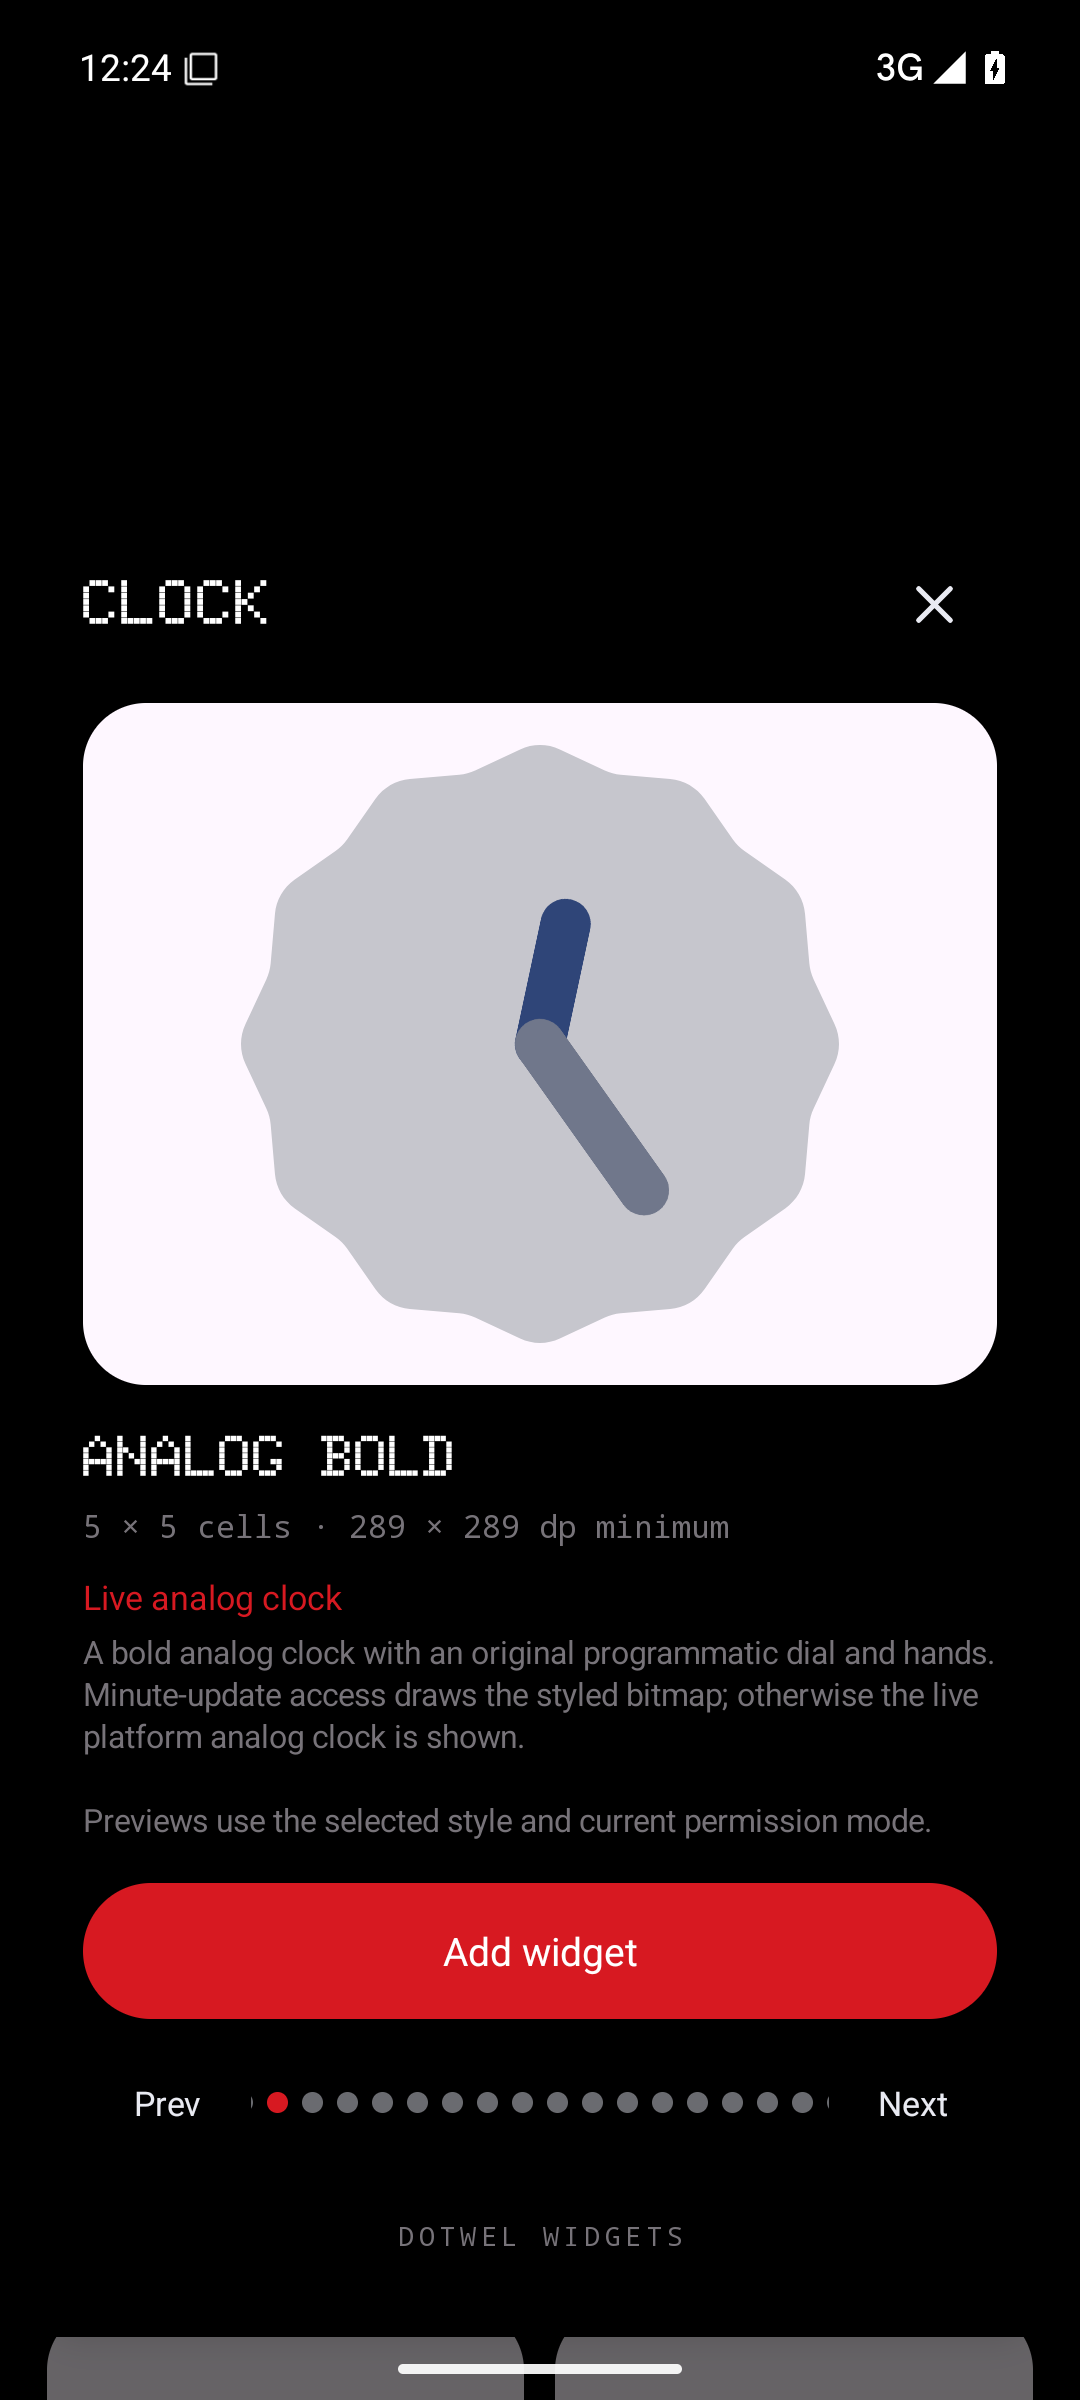 12:24
3G
CLOCK
ANALOG BOLD
5 × 5 cells · 289 × 289 dp minimum
Live analog clock
A bold analog clock with an original programmatic dial and hands.
Minute-update access draws the styled bitmap; otherwise the live
platform analog clock is shown.
Previews use the selected style and current permission mode.
Add widget
Prev
Next
DOTWEL WIDGETS